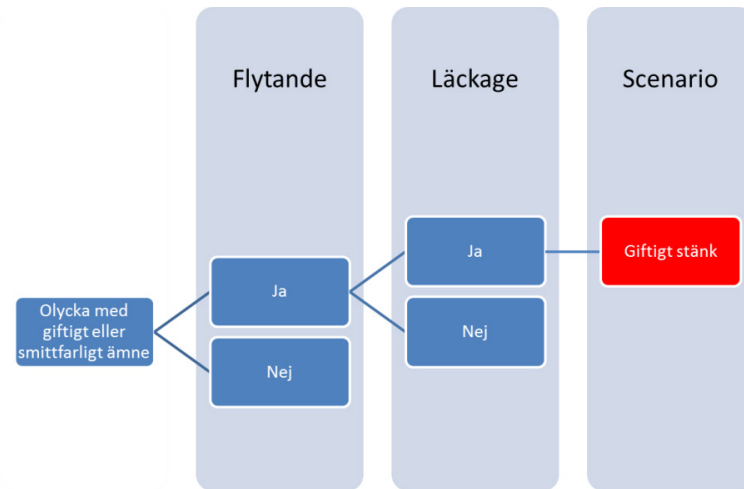 Flytande
Läckage
Scenario
Ja
Giftigt stänk
Ja
Olycka med
giftigt eller
smittfarligt ämne
Nej
Nej